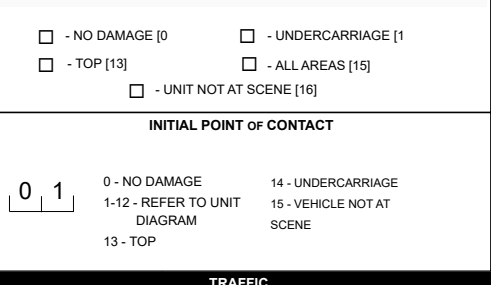 - NO DAMAGE [0 - UNDERCARRIAGE [1
- TOP [13] - ALL AREAS [15]
- UNIT NOT AT SCENE [16]
INITIAL POINT OF CONTACT
0 1
0 - NO DAMAGE
1-12 - REFER TO UNIT
DIAGRAM
13 - TOP
14 - UNDERCARRIAGE
15 - VEHICLE NOT AT
SCENE
TRAFFIC